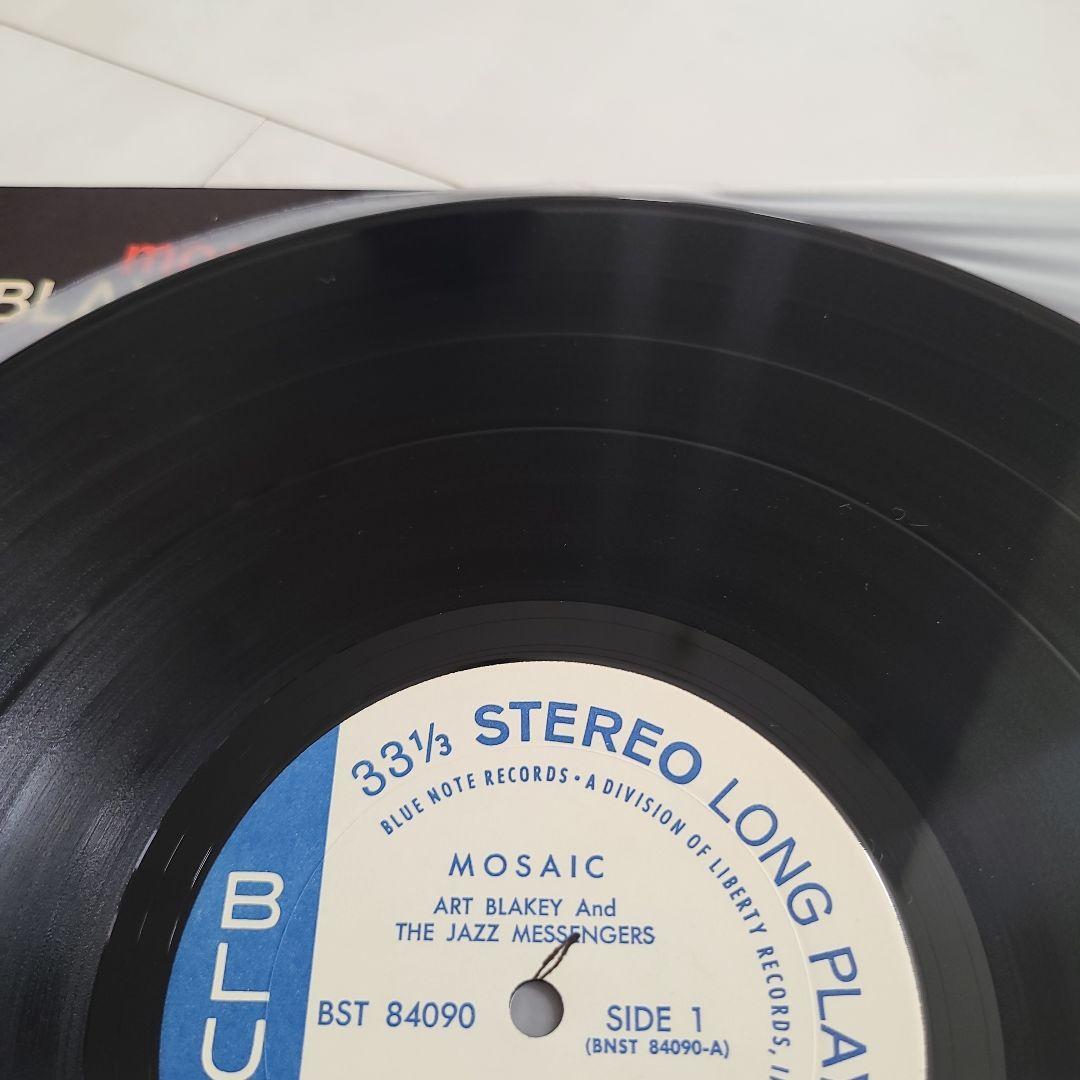 33⅓ STEREO LONG PLA
BLUE NOTE RECORDS • A DIVISION OF LIBERTY RECORDS,
MOSAIC
ART BLAKEY And
THE JAZZ MESSENGERS
BST 84090
SIDE 1
(BNST 84090-A)
BLU